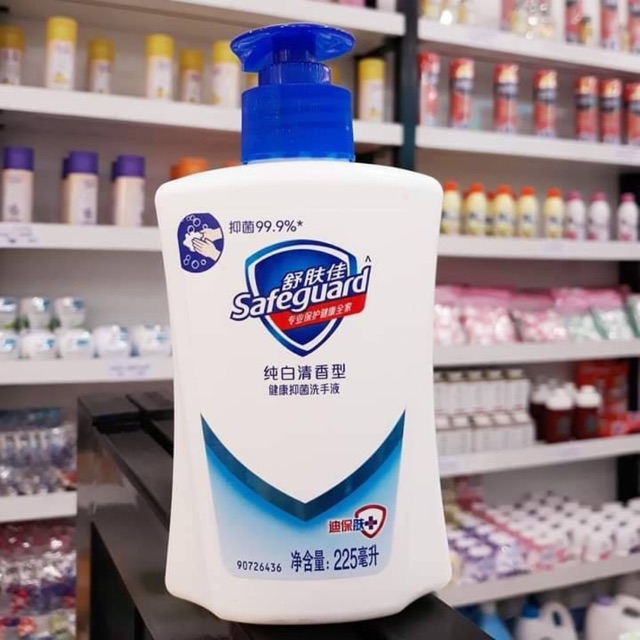 抑菌99.9%*
舒肤佳^
Safeguard
专业保护健康全家
纯白清香型
健康抑菌洗手液
迪保肤
90726436 净含量: 225毫升